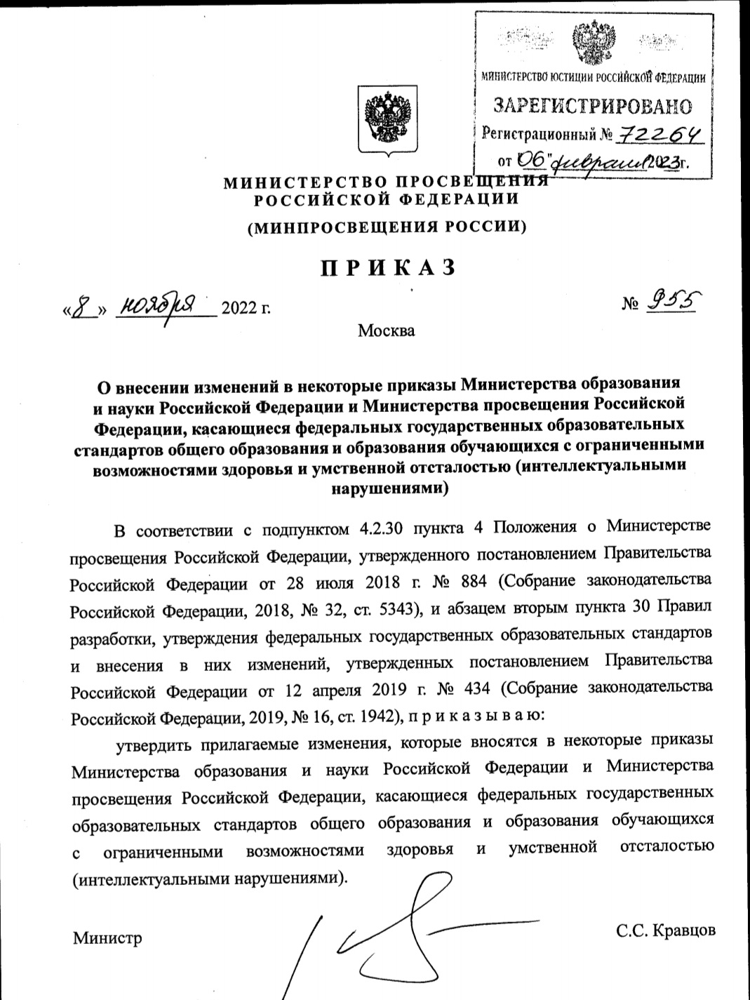 МИНИСТЕРСТВО ЮСТИЦИИ РОССИЙСКОЙ ФЕДЕРАЦИИ
ЗАРЕГИСТРИРОВАНО
Регистрационный № 72264
от "06" февраля 2023г.
МИНИСТЕРСТВО ПРОСВЕЩЕНИЯ
РОССИЙСКОЙ ФЕДЕРАЦИИ
(МИНПРОСВЕЩЕНИЯ РОССИИ)
ПРИКАЗ
«8» ноября 2022 г.
№ 955
Москва
О внесении изменений в некоторые приказы Министерства образования
и науки Российской Федерации и Министерства просвещения Российской
Федерации, касающиеся федеральных государственных образовательных
стандартов общего образования и образования обучающихся с ограниченными
возможностями здоровья и умственной отсталостью (интеллектуальными
нарушениями)
В соответствии с подпунктом 4.2.30 пункта 4 Положения о Министерстве
просвещения Российской Федерации, утвержденного постановлением Правительства
Российской Федерации от 28 июля 2018 г. № 884 (Собрание законодательства
Российской Федерации, 2018, № 32, ст. 5343), и абзацем вторым пункта 30 Правил
разработки, утверждения федеральных государственных образовательных стандартов
и внесения в них изменений, утвержденных постановлением Правительства
Российской Федерации от 12 апреля 2019 г. № 434 (Собрание законодательства
Российской Федерации, 2019, № 16, ст. 1942), п р и к а з ы в а ю:
утвердить прилагаемые изменения, которые вносятся в некоторые приказы
Министерства образования и науки Российской Федерации и Министерства
просвещения Российской Федерации, касающиеся федеральных государственных
образовательных стандартов общего образования и образования обучающихся
с ограниченными возможностями здоровья и умственной отсталостью
(интеллектуальными нарушениями).
Министр
С.С. Кравцов